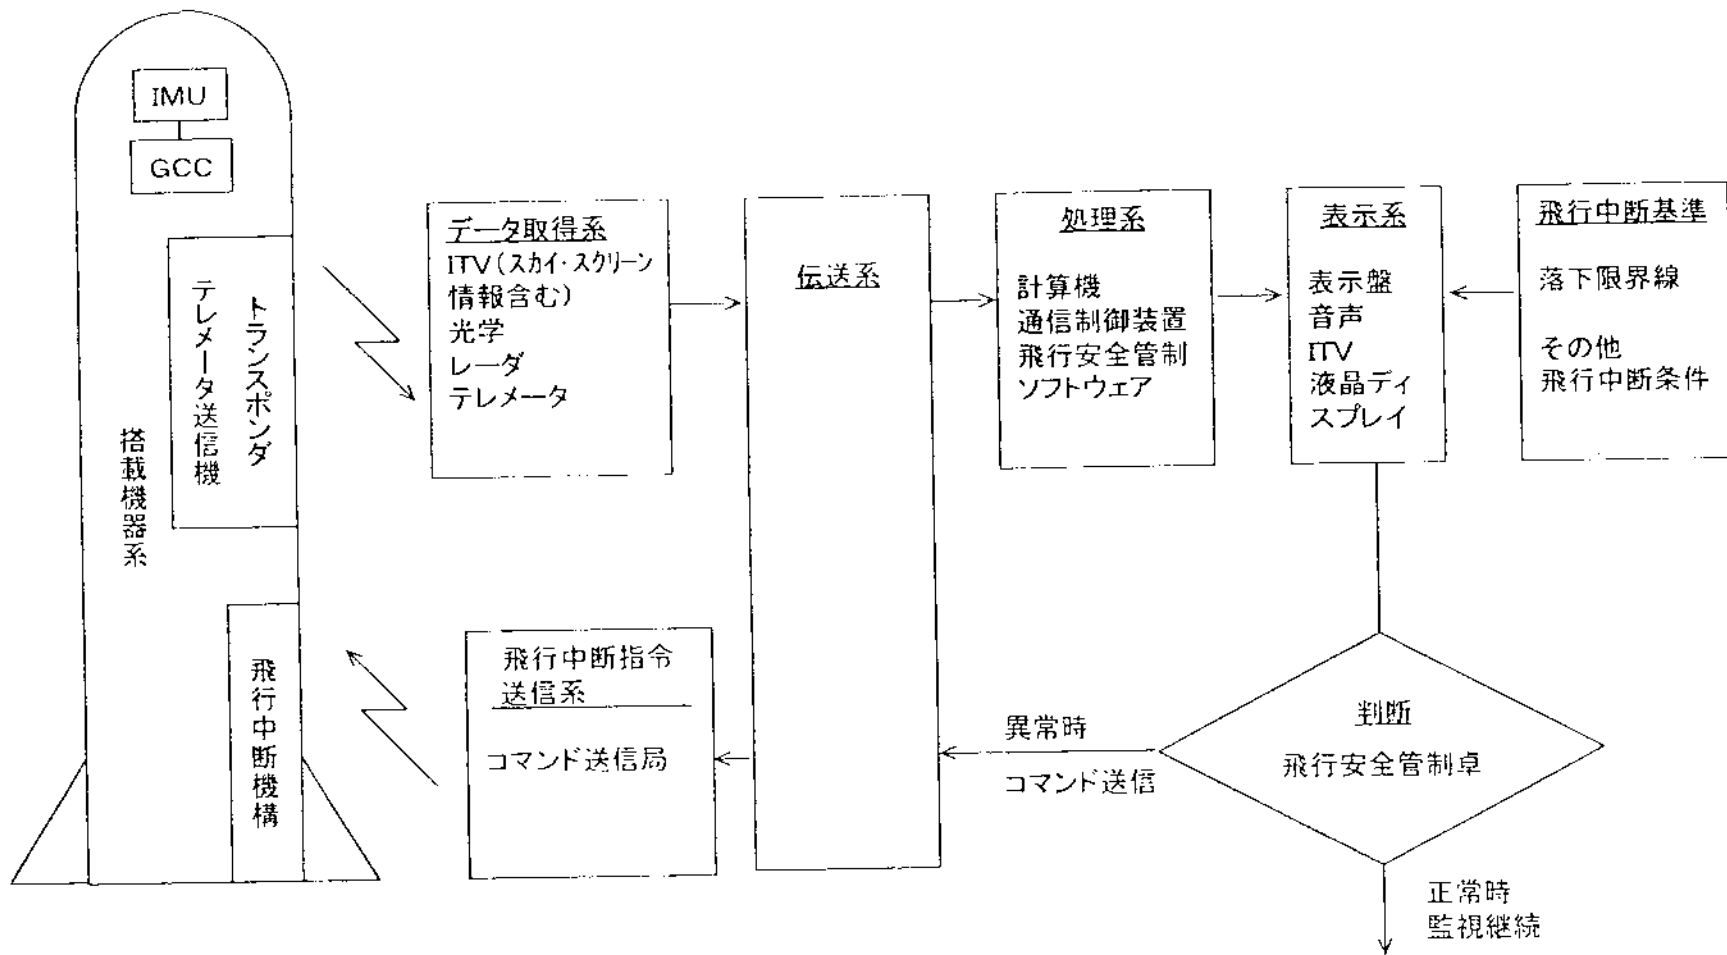 IMU
GCC
トランスポンダ
テレメータ送信機
搭載機器系
飛行中断機構
データ取得系
ITV(スカイ・スクリーン
情報含む)
光学
レーダ
テレメータ
伝送系
処理系
計算機
通信制御装置
飛行安全管制
ソフトウェア
表示系
表示盤
音声
ITV
液晶ディ
スプレイ
飛行中断基準
落下限界線
その他
飛行中断条件
飛行中断指令
送信系
コマンド送信局
異常時
コマンド送信
判断
飛行安全管制卓
正常時
監視継続